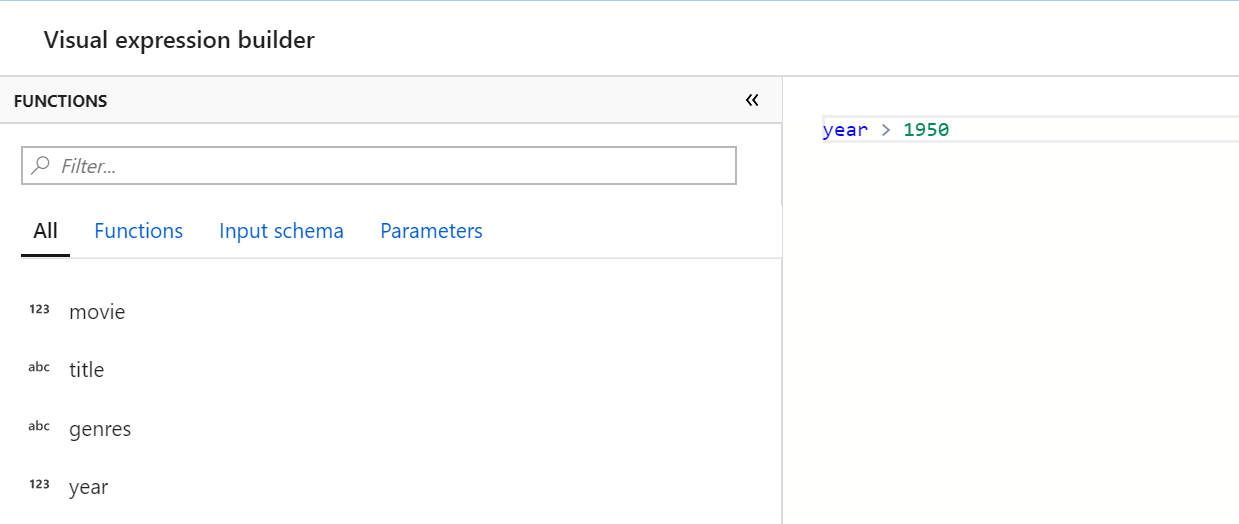 Visual expression builder
FUNCTIONS
year > 1950
Filter...
All Functions Input schema Parameters
123 movie
abc title
abc genres
123 year